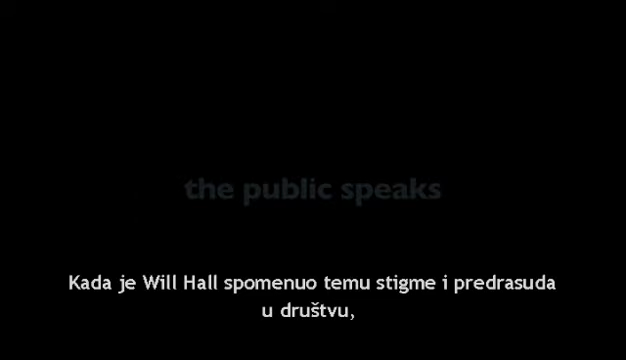 the public speaks
Kada je Will Hall spomenuo temu stigme i predrasuda
u društvu,